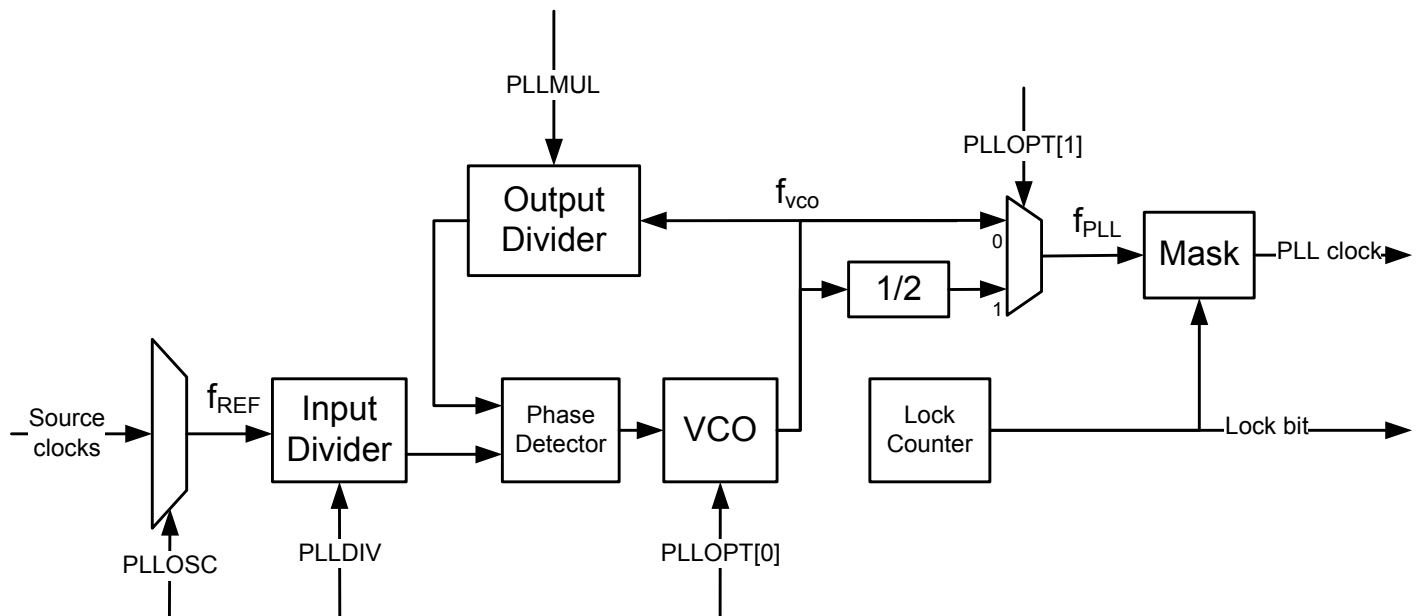 PLLMUL
PLLOPT[1]
Output
Divider
fvco
0
fPLL
Mask
PLL clock
1/2
1
Source
clocks
fREF
Input
Divider
Phase
Detector
VCO
Lock
Counter
Lock bit
PLLOSC
PLLDIV
PLLOPT[0]